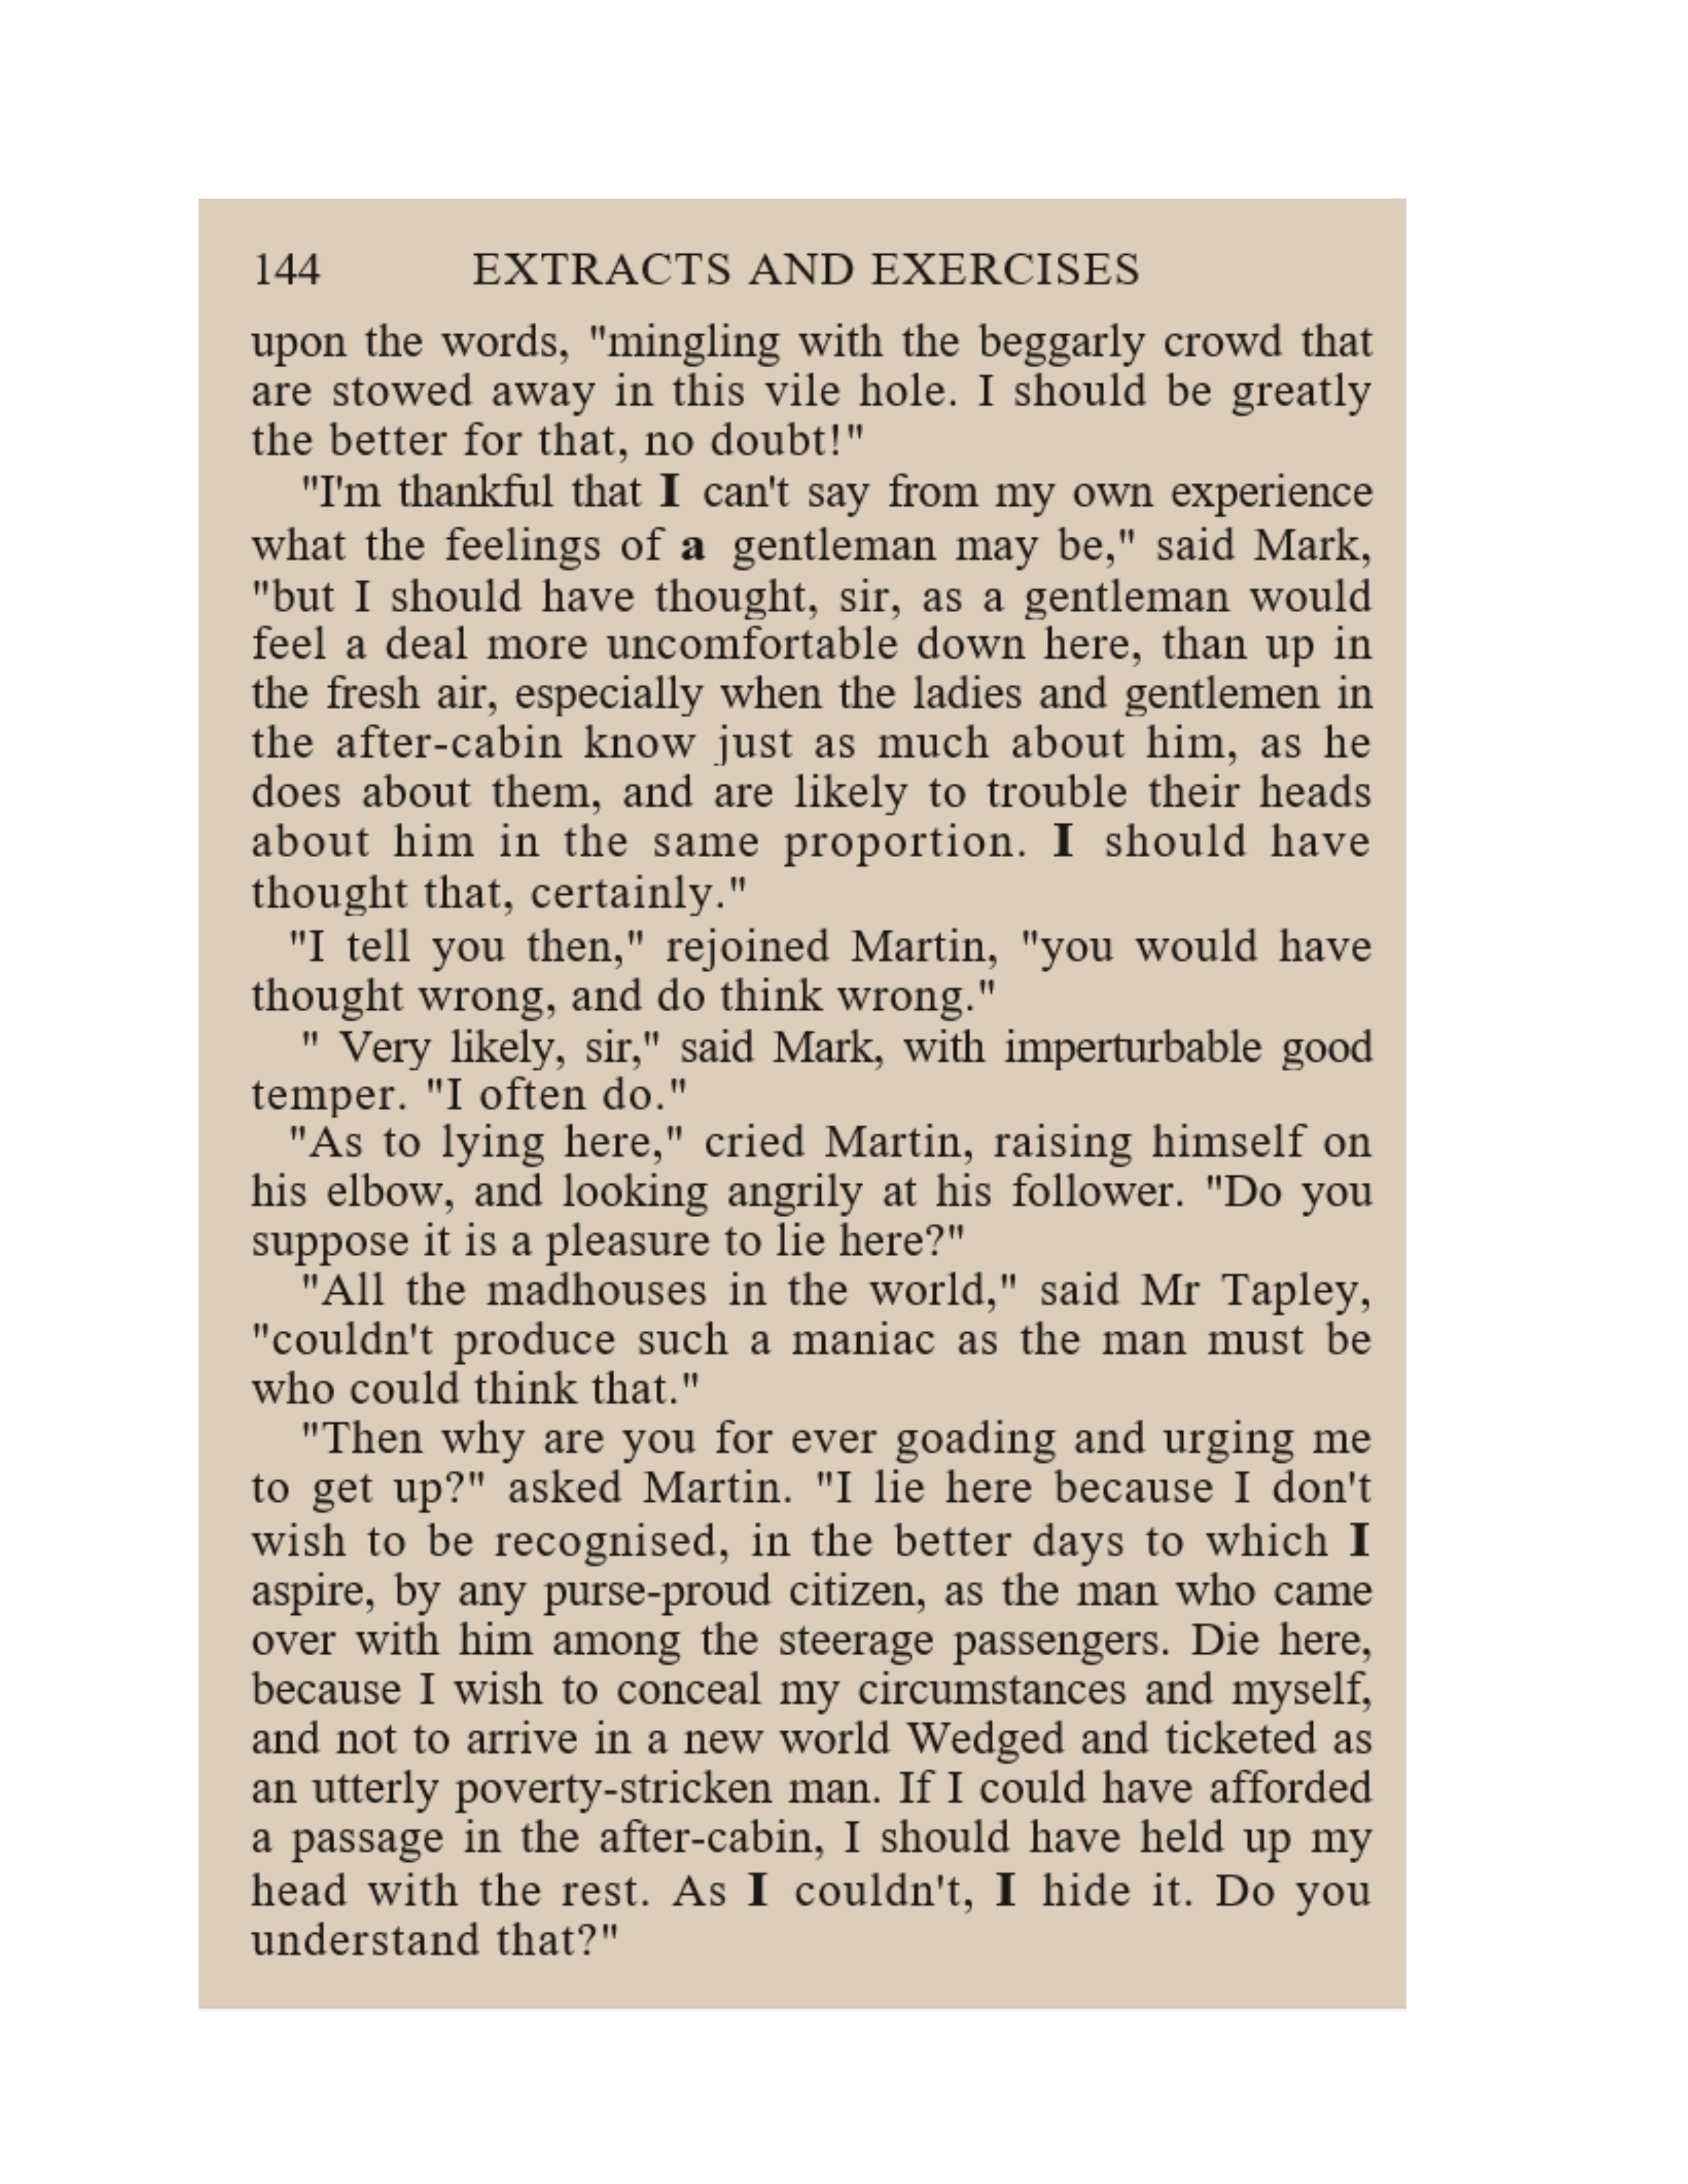 144 EXTRACTS AND EXERCISES
upon the words, "mingling with the beggarly crowd that
are stowed away in this vile hole. I should be greatly
the better for that, no doubt!"
"I'm thankful that I can't say from my own experience
what the feelings of a gentleman may be," said Mark,
"but I should have thought, sir, as a gentleman would
feel a deal more uncomfortable down here, than up in
the fresh air, especially when the ladies and gentlemen in
the after-cabin know just as much about him, as he
does about them, and are likely to trouble their heads
about him in the same proportion. I should have
thought that, certainly."
"I tell you then," rejoined Martin, "you would have
thought wrong, and do think wrong."
" Very likely, sir," said Mark, with imperturbable good
temper. "I often do."
"As to lying here," cried Martin, raising himself on
his elbow, and looking angrily at his follower. "Do you
suppose it is a pleasure to lie here?"
"All the madhouses in the world," said Mr Tapley,
"couldn't produce such a maniac as the man must be
who could think that."
"Then why are you for ever goading and urging me
to get up?" asked Martin. "I lie here because I don't
wish to be recognised, in the better days to which I
aspire, by any purse-proud citizen, as the man who came
over with him among the steerage passengers. Die here,
because I wish to conceal my circumstances and myself,
and not to arrive in a new world Wedged and ticketed as
an utterly poverty-stricken man. If I could have afforded
a passage in the after-cabin, I should have held up my
head with the rest. As I couldn't, I hide it. Do you
understand that?"